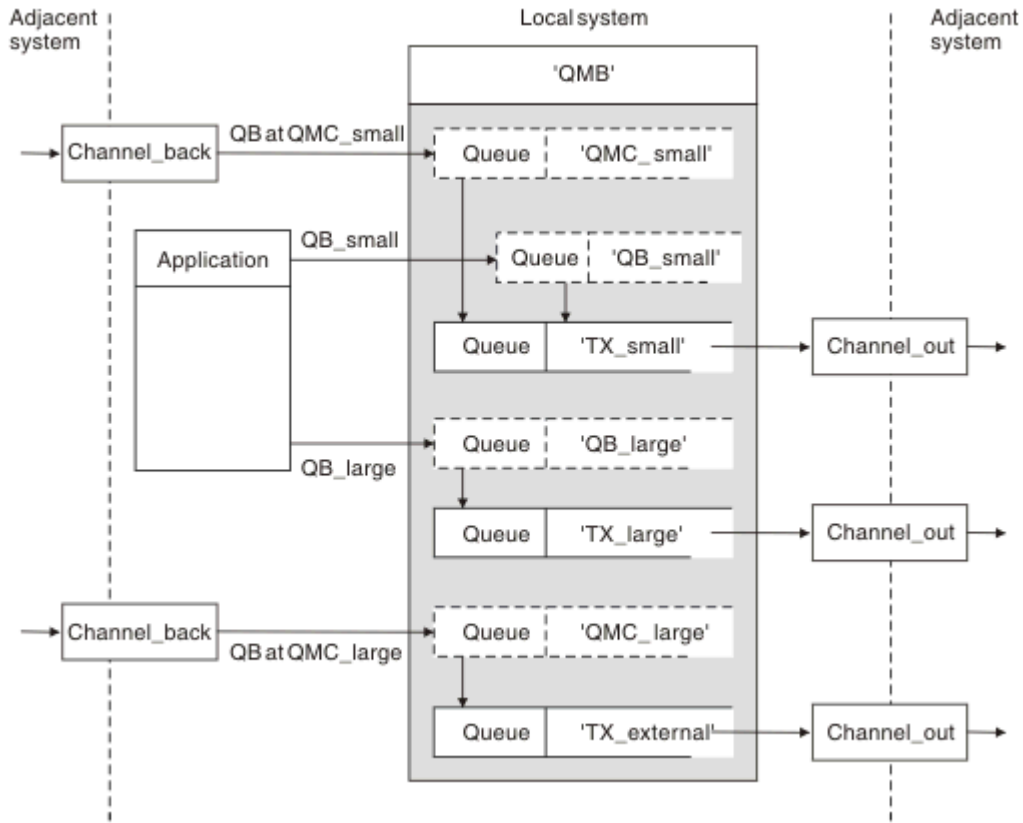 Adjacent
system
Local system
Adjacent
system
'QMB'
Channel_back
QB at QMC_small
Queue
'QMC_small'
Application
QB_small
Queue
'QB_small'
Queue
'TX_small'
Channel_out
QB_large
Queue
'QB_large'
Queue
'TX_large'
Channel_out
Channel_back
QB at QMC_large
Queue
'QMC_large'
Queue
'TX_external'
Channel_out